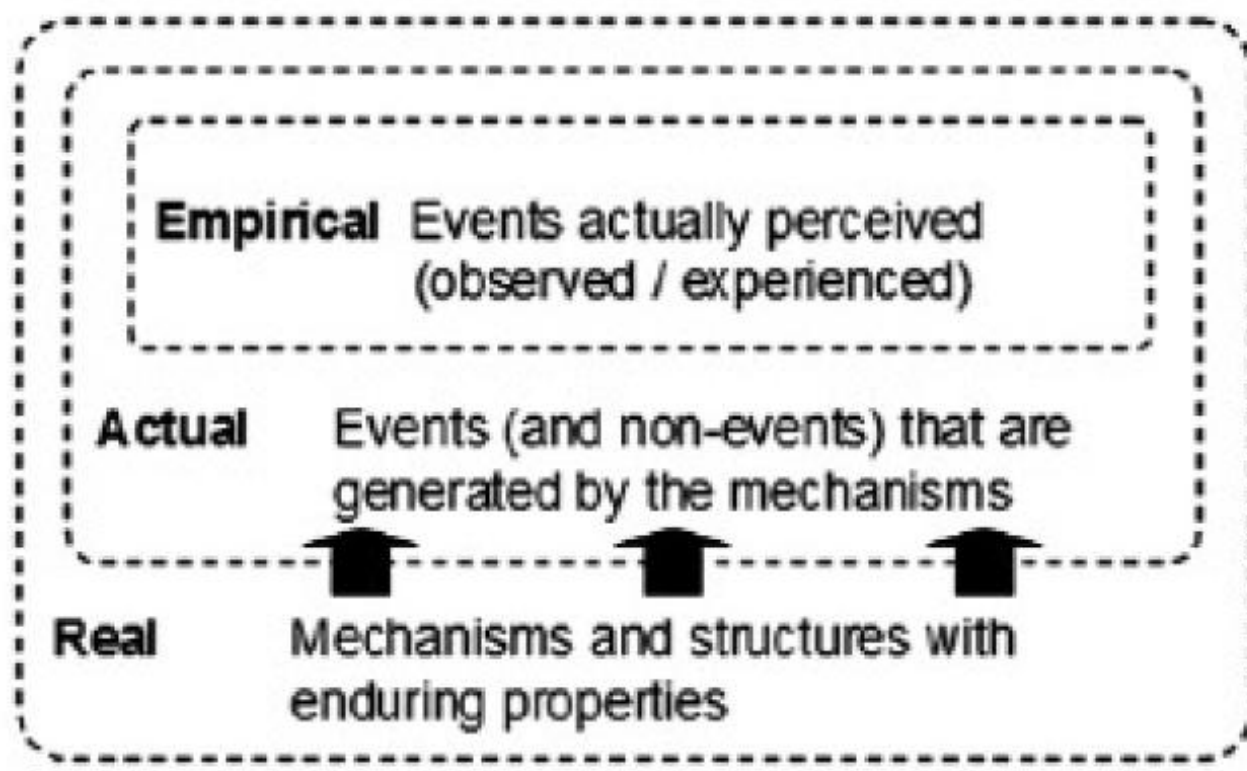 Empirical Events actually perceived
(observed / experienced)
Actual Events (and non-events) that are
generated by the mechanisms
Real Mechanisms and structures with
enduring properties